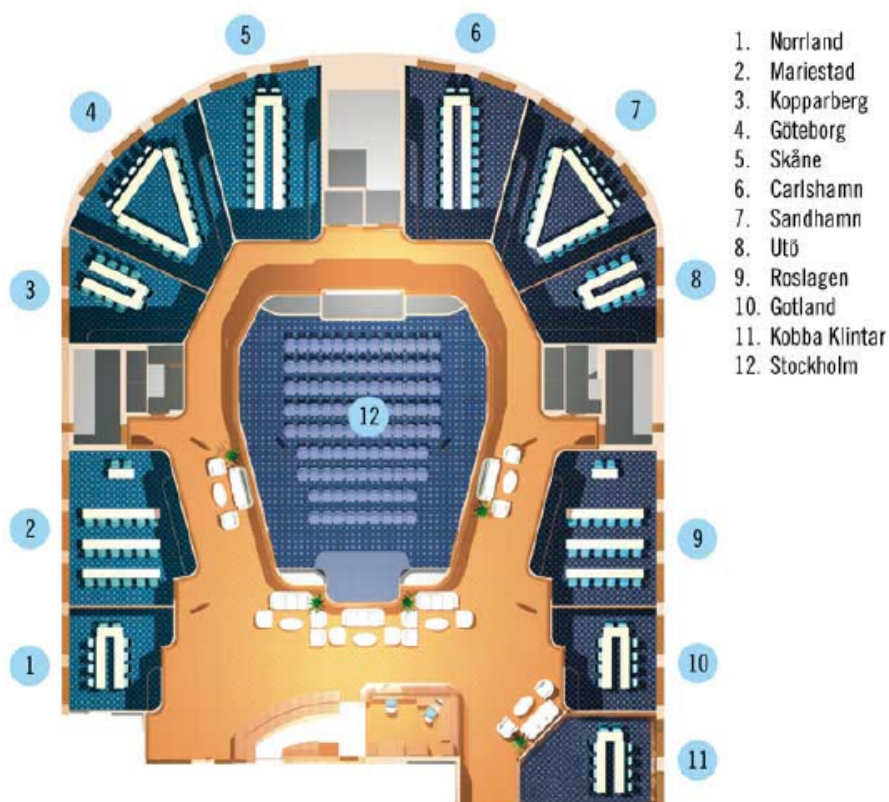 5
6
4
7
3
8
12
2
9
1
10
11
1. Norrland
2. Mariestad
3. Kopparberg
4. Göteborg
5. Skåne
6. Carlshamn
7. Sandhamn
8. Utö
9. Roslagen
10. Gotland
11. Kobba Klintar
12. Stockholm